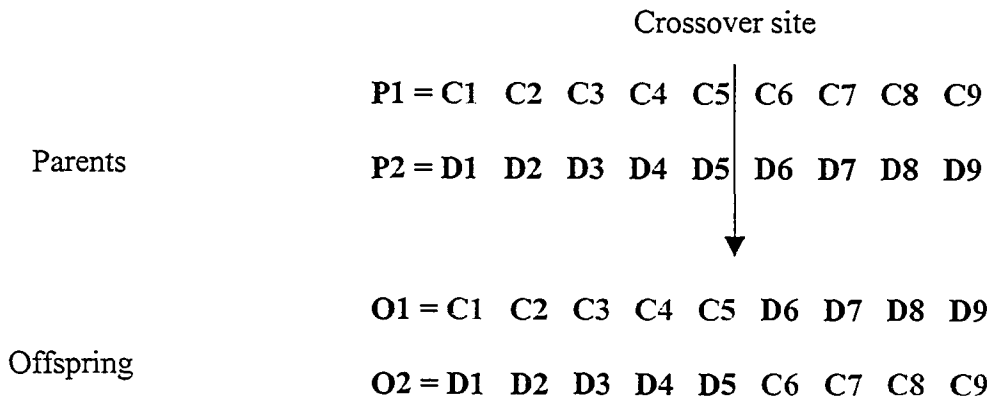 Crossover site
P1 = C1 C2 C3 C4 C5 C6 C7 C8 C9
Parents
P2 = D1 D2 D3 D4 D5 D6 D7 D8 D9
O1 = C1 C2 C3 C4 C5 D6 D7 D8 D9
Offspring
O2 = D1 D2 D3 D4 D5 C6 C7 C8 C9